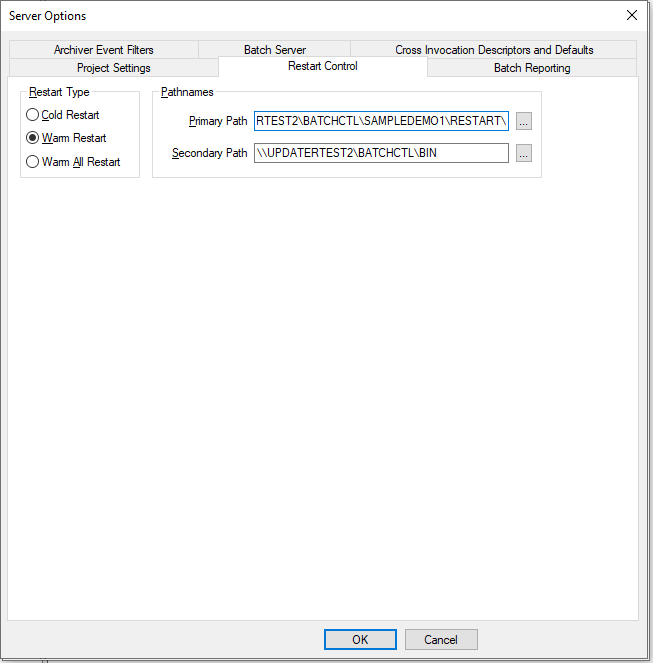 Server Options
Archiver Event Filters
Batch Server
Cross Invocation Descriptors and Defaults
Project Settings
Restart Control
Batch Reporting
Restart Type
Cold Restart
Warm Restart
Warm All Restart
Pathnames
Primary Path RTEST2\BATCHCTL\SAMPLEDEMO1\RESTART\ ...
Secondary Path \\UPDATERTEST2\BATCHCTL\BIN ...
OK
Cancel